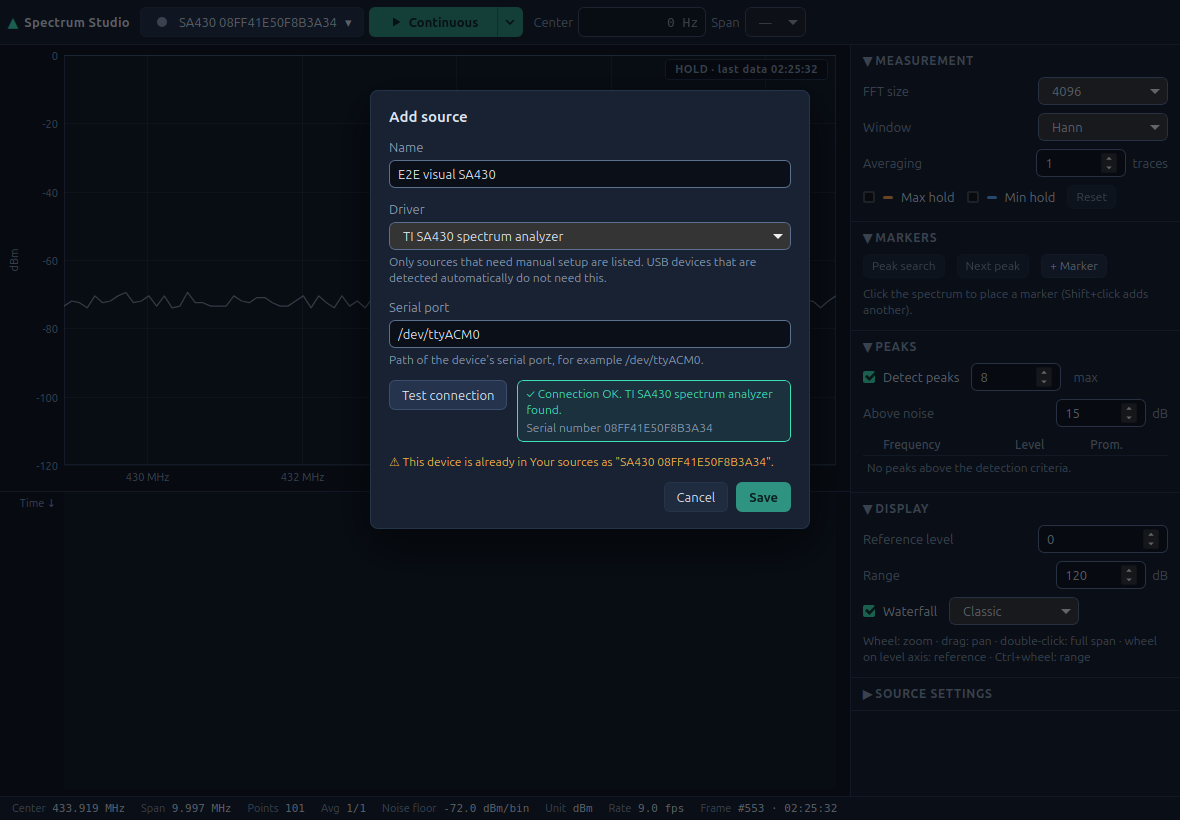 Spectrum Studio
SA430 08FF41E50F8B3A34 ▾
Continuous
Center 0 Hz
Span —
0
-20
-40
-60
-80
-100
-120
dBm
HOLD · last data 02:25:32
430 MHz
432 MHz
Time ↓
Add source
Name
E2E visual SA430
Driver
TI SA430 spectrum analyzer
Only sources that need manual setup are listed. USB devices that are
detected automatically do not need this.
Serial port
/dev/ttyACM0
Path of the device's serial port, for example /dev/ttyACM0.
Test connection
✓ Connection OK. TI SA430 spectrum analyzer
found.
Serial number 08FF41E50F8B3A34
⚠ This device is already in Your sources as "SA430 08FF41E50F8B3A34".
Cancel
Save
▼ MEASUREMENT
FFT size 4096
Window Hann
Averaging 1 traces
Max hold Min hold Reset
▼ MARKERS
Peak search Next peak + Marker
Click the spectrum to place a marker (Shift+click adds
another).
▼ PEAKS
Detect peaks 8 max
Above noise 15 dB
Frequency Level Prom.
No peaks above the detection criteria.
▼ DISPLAY
Reference level 0
Range 120 dB
Waterfall Classic
Wheel: zoom · drag: pan · double-click: full span · wheel
on level axis: reference · Ctrl+wheel: range
▶ SOURCE SETTINGS
Center 433.919 MHz Span 9.997 MHz Points 101 Avg 1/1 Noise floor -72.0 dBm/bin Unit dBm Rate 9.0 fps Frame #553 · 02:25:32